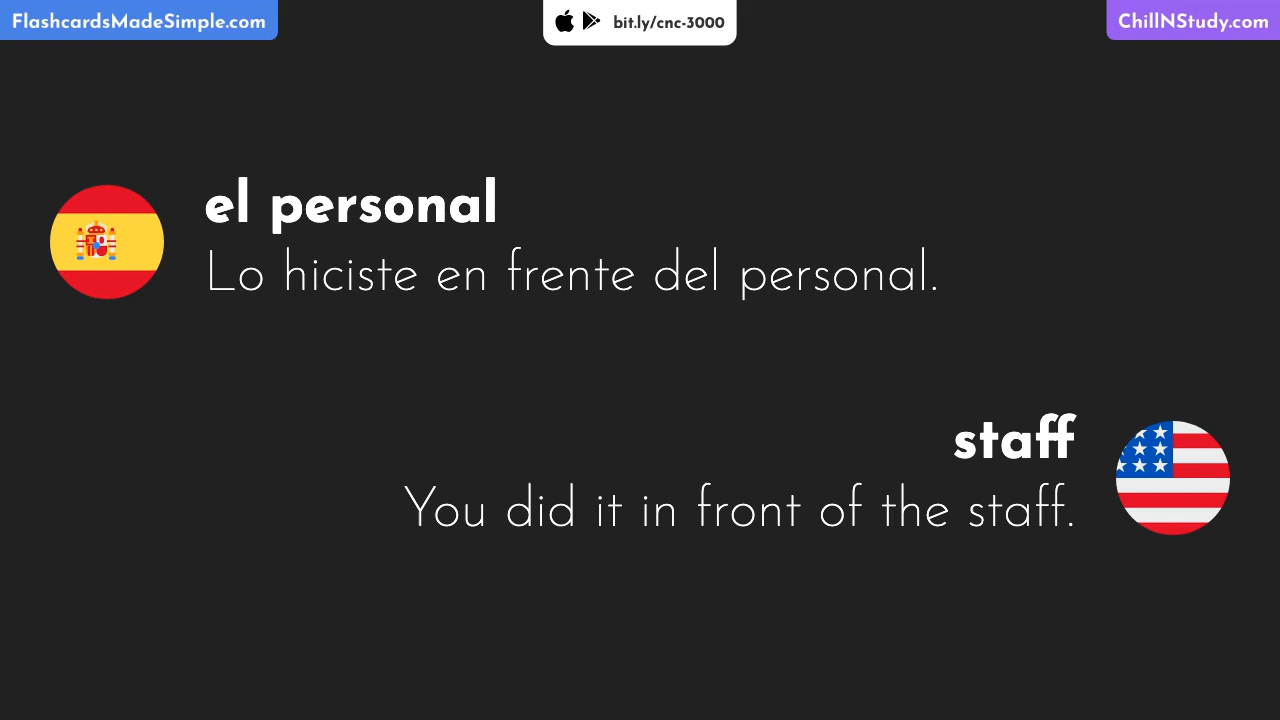 FlashcardsMadeSimple.com
bit.ly/cnc-3000
ChillNStudy.com
el personal
Lo hiciste en frente del personal.
staff
You did it in front of the staff.